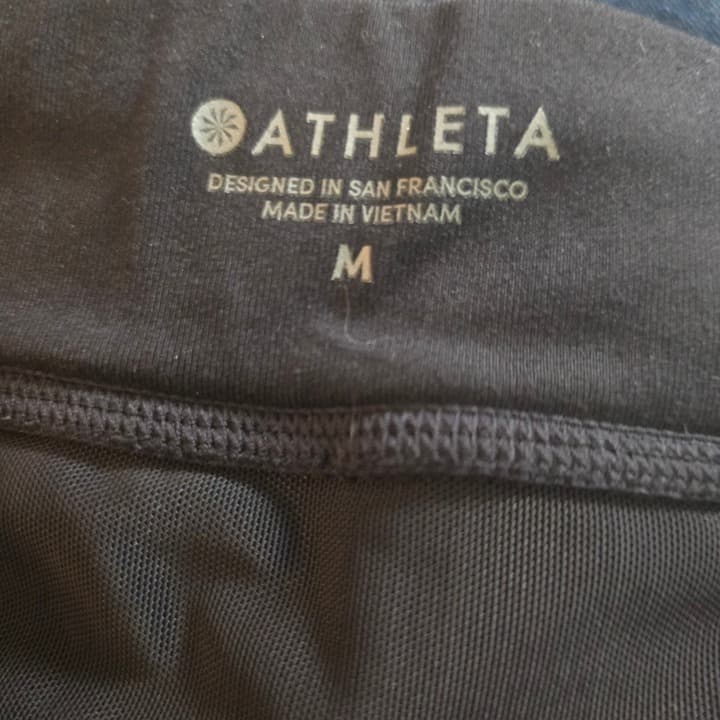 ATHLETA
DESIGNED IN SAN FRANCISCO
MADE IN VIETNAM
M